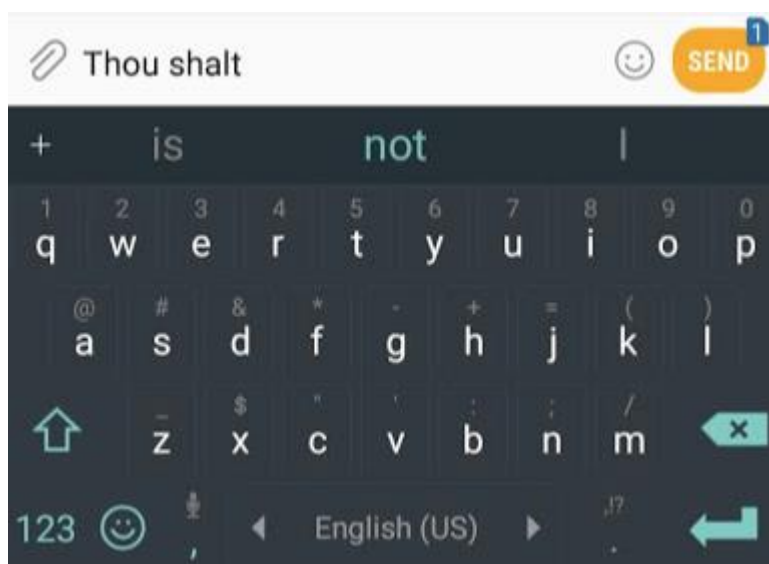 Thou shalt SEND 1
+ is not I
1 2 3 4 5 6 7 8 9 0
q w e r t y u i o p
@ # & * - + = ( )
a s d f g h j k l
_ $ " ' : ; /
z x c v b n m
123 , English (US) ,!? .